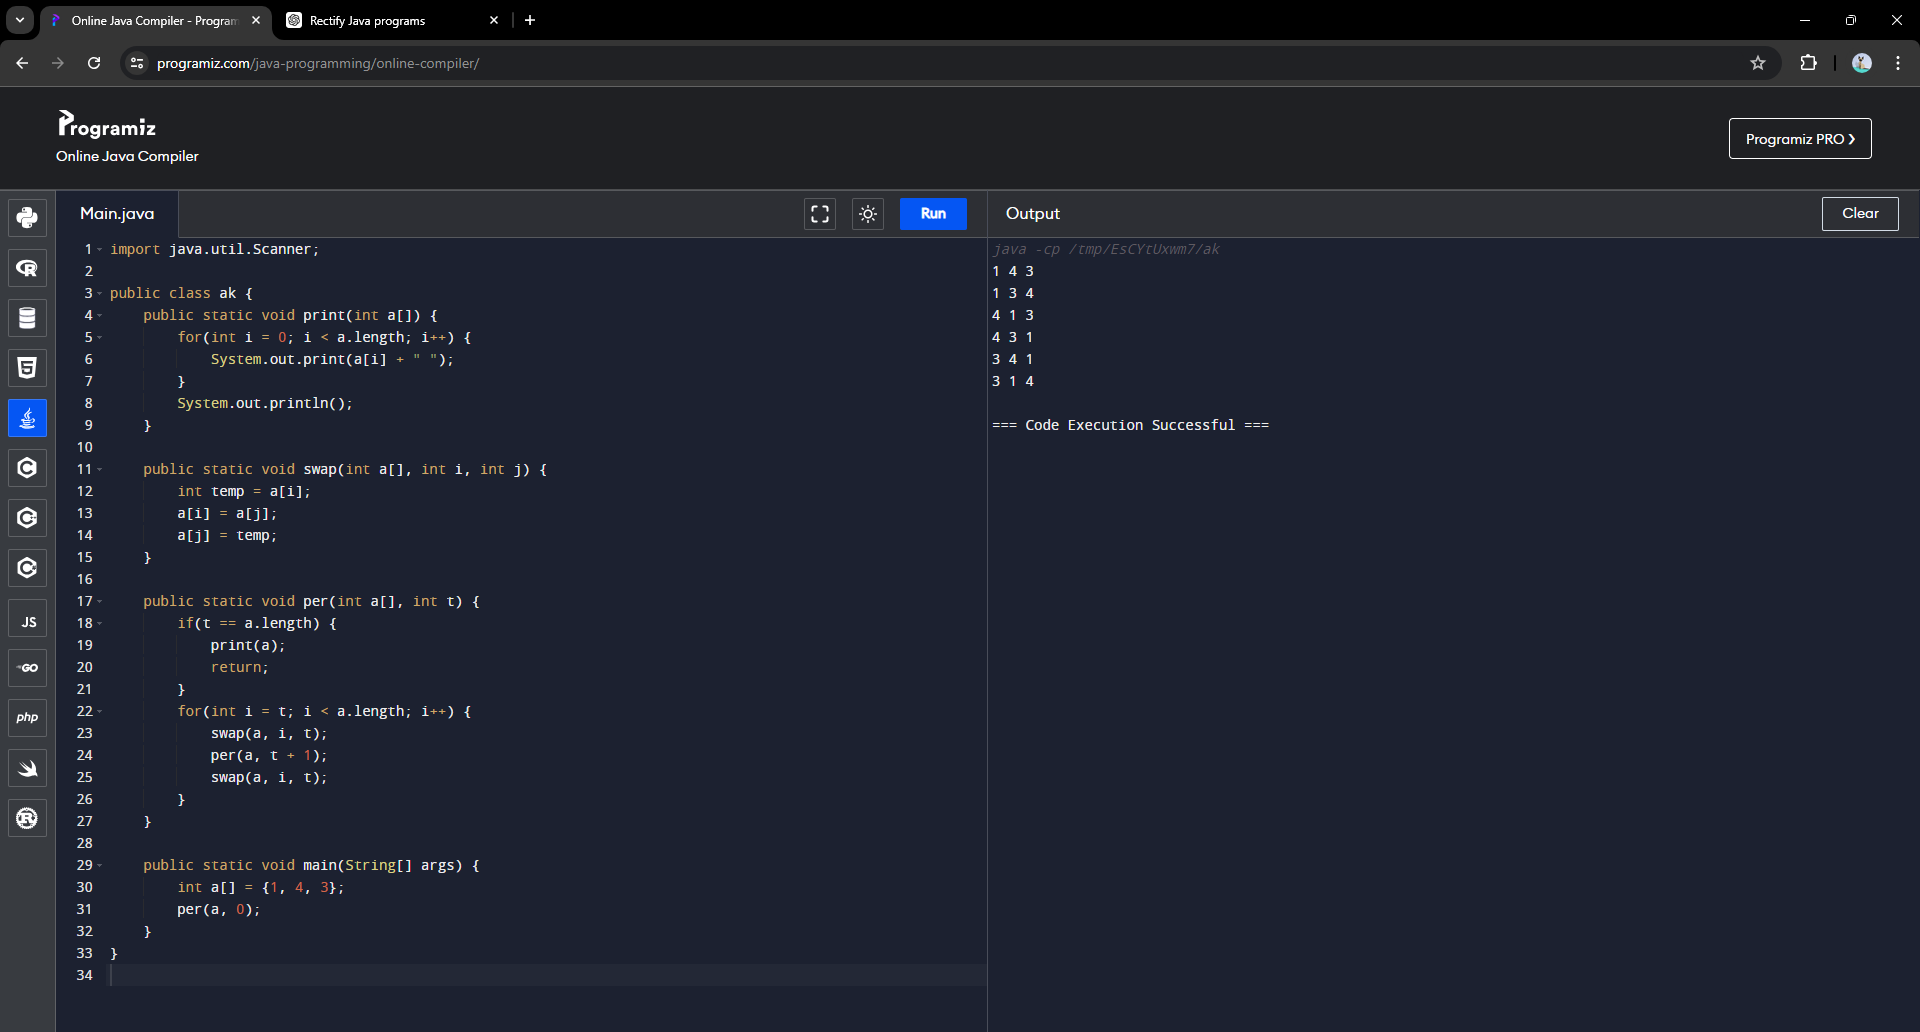 Online Java Compiler - Program
Rectify Java programs
programiz.com/java-programming/online-compiler/
Programiz
Online Java Compiler
Programiz PRO ❯
Main.java
Run
Output
Clear
1 import java.util.Scanner;
2
3 public class ak {
4     public static void print(int a[]) {
5         for(int i = 0; i < a.length; i++) {
6             System.out.print(a[i] + " ");
7         }
8         System.out.println();
9     }
10
11     public static void swap(int a[], int i, int j) {
12         int temp = a[i];
13         a[i] = a[j];
14         a[j] = temp;
15     }
16
17     public static void per(int a[], int t) {
18         if(t == a.length) {
19             print(a);
20             return;
21         }
22         for(int i = t; i < a.length; i++) {
23             swap(a, i, t);
24             per(a, t + 1);
25             swap(a, i, t);
26         }
27     }
28
29     public static void main(String[] args) {
30         int a[] = {1, 4, 3};
31         per(a, 0);
32     }
33 }
34
java -cp /tmp/EsCYtUxwm7/ak
1 4 3
1 3 4
4 1 3
4 3 1
3 4 1
3 1 4
=== Code Execution Successful ===
R
5
C
C
C
JS
GO
php
R